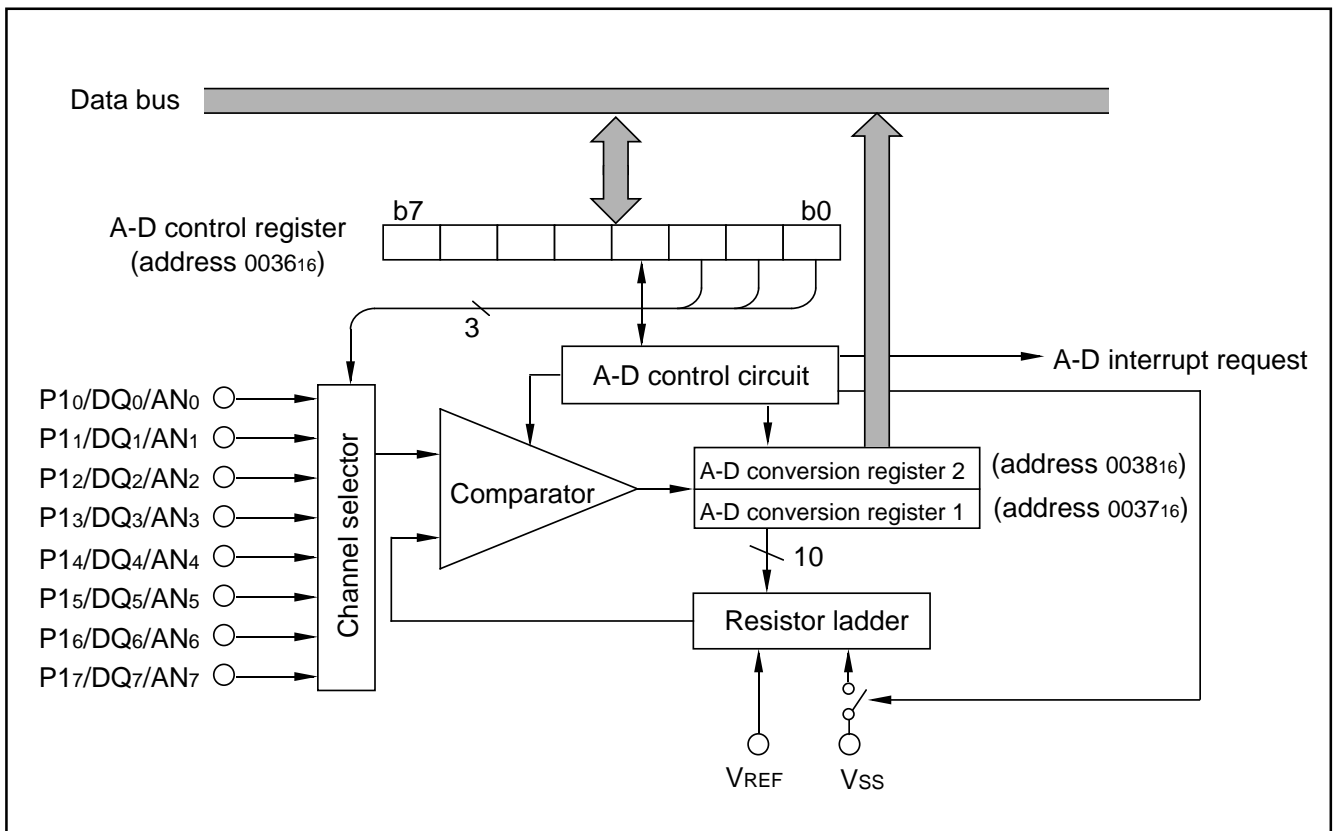 Data bus
b7 b0
A-D control register
(address 0036₁₆)
3
A-D control circuit
A-D interrupt request
P1₀/DQ₀/AN₀
P1₁/DQ₁/AN₁
P1₂/DQ₂/AN₂
P1₃/DQ₃/AN₃
P1₄/DQ₄/AN₄
P1₅/DQ₅/AN₅
P1₆/DQ₆/AN₆
P1₇/DQ₇/AN₇
Channel selector
Comparator
A-D conversion register 2 (address 0038₁₆)
A-D conversion register 1 (address 0037₁₆)
10
Resistor ladder
VREF VSS